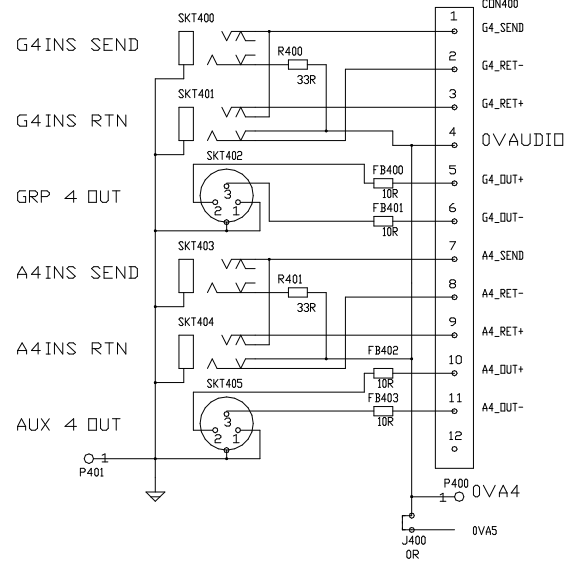 CON400
SKT400
1
G4_SEND
G4INS SEND
R400
2
G4_RET-
33R
SKT401
3
G4_RET+
G4INS RTN
4
0VAUDIO
SKT402
FB400
5
G4_OUT+
3
10R
GRP 4 OUT
2 1
FB401
6
G4_OUT-
10R
SKT403
7
A4_SEND
A4INS SEND
R401
8
A4_RET-
33R
SKT404
9
A4_RET+
A4INS RTN
FB402
10
A4_OUT+
SKT405
10R
FB403
11
A4_OUT-
3
10R
AUX 4 OUT
2 1
12
1
P401
P400
1
0VA4
0VA5
J400
0R